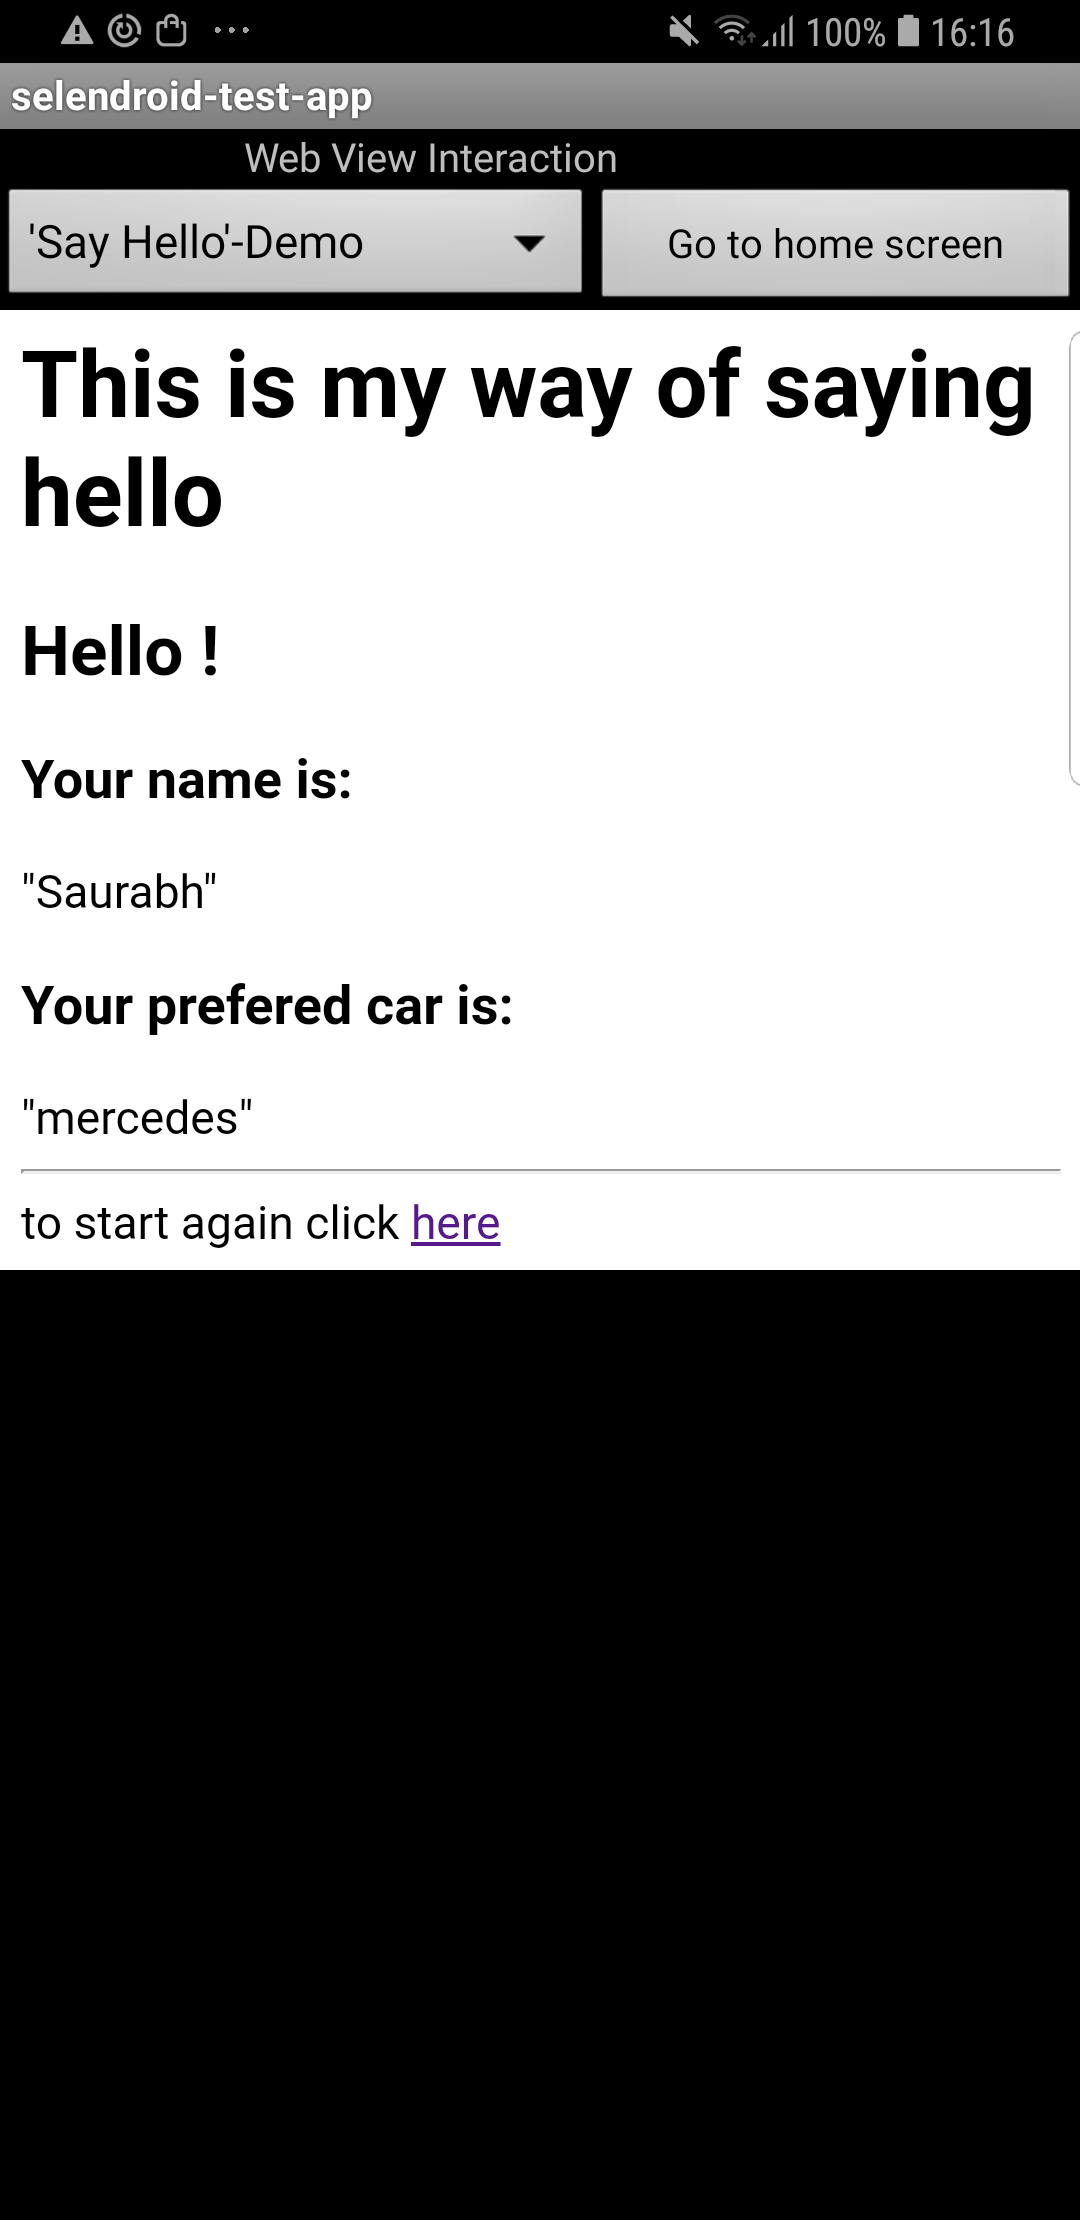 100% 16:16
selendroid-test-app
Web View Interaction
'Say Hello'-Demo
Go to home screen
This is my way of saying
hello
Hello !
Your name is:
"Saurabh"
Your prefered car is:
"mercedes"
to start again click here